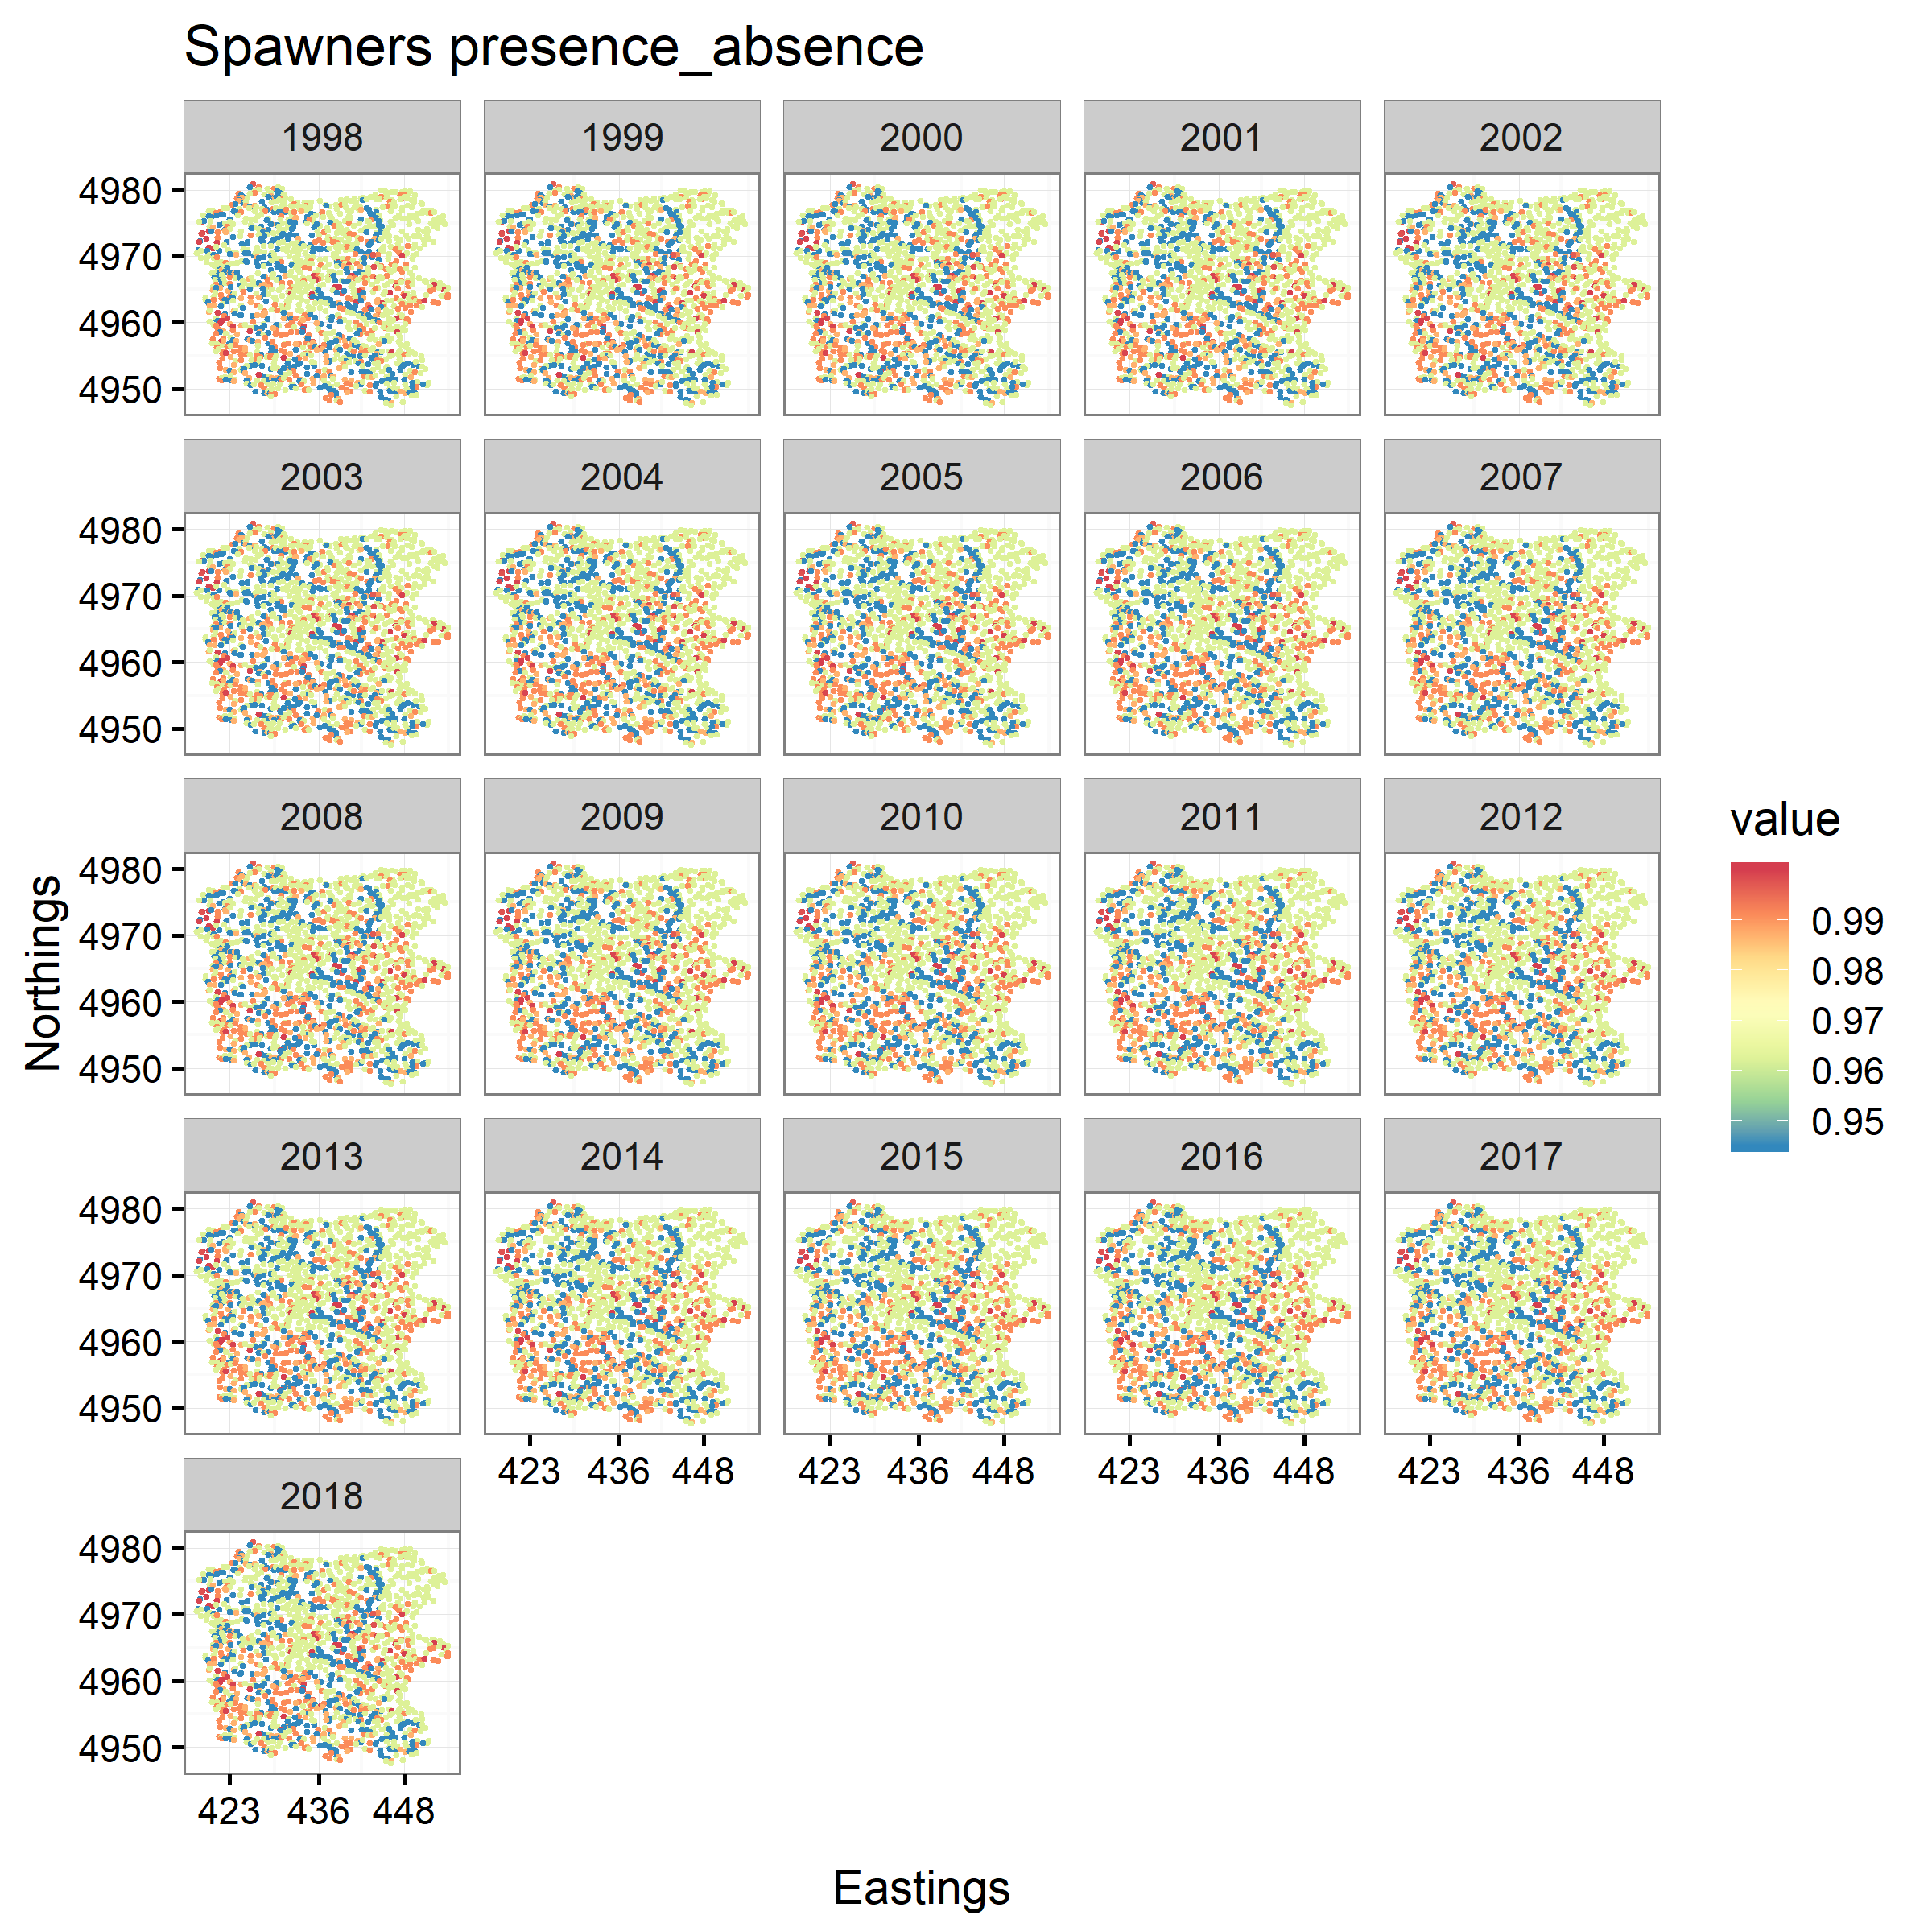 Spawners presence_absence
1998 1999 2000 2001 2002
4980
4970
4960
4950
2003 2004 2005 2006 2007
4980
4970
4960
4950
2008 2009 2010 2011 2012
4980
4970
4960
4950
2013 2014 2015 2016 2017
4980
4970
4960
4950
423 436 448 423 436 448 423 436 448 423 436 448
2018
4980
4970
4960
4950
423 436 448
Northings
Eastings
value
0.99
0.98
0.97
0.96
0.95